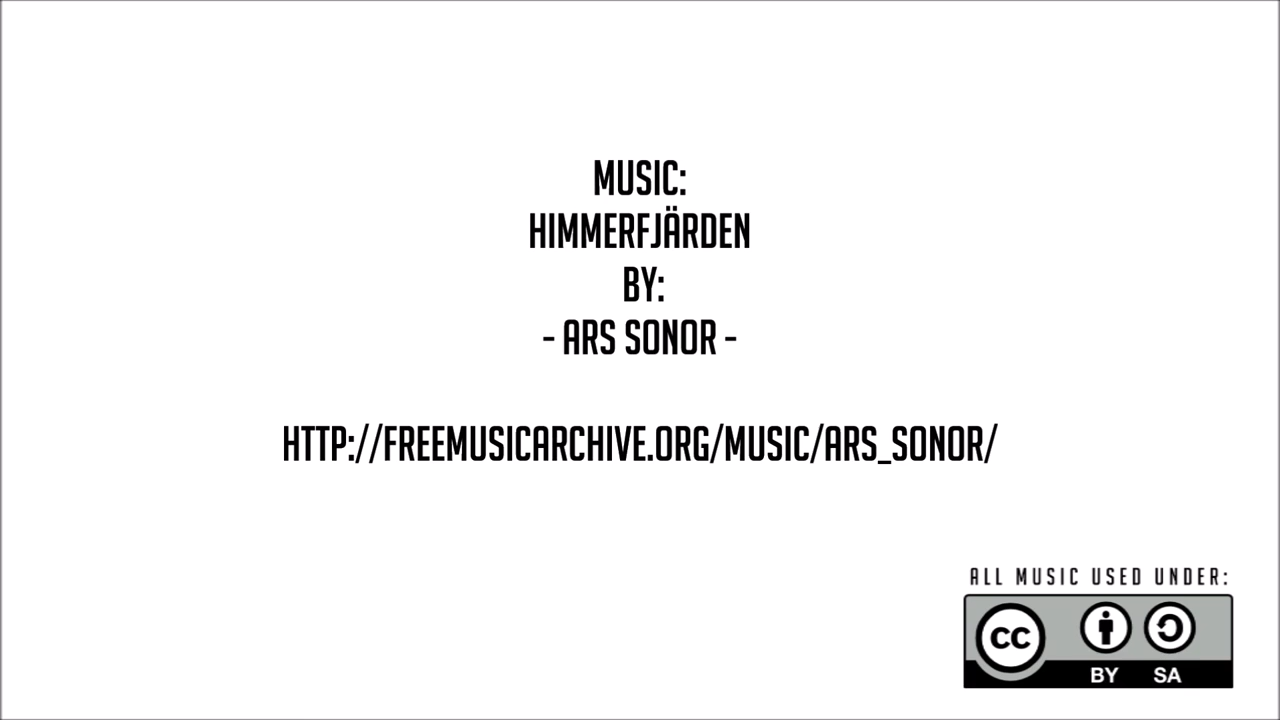 MUSIC:
HIMMERFJÄRDEN
BY:
- ARS SONOR -
HTTP://FREEMUSICARCHIVE.ORG/MUSIC/ARS_SONOR/
ALL MUSIC USED UNDER:
CC
BY SA